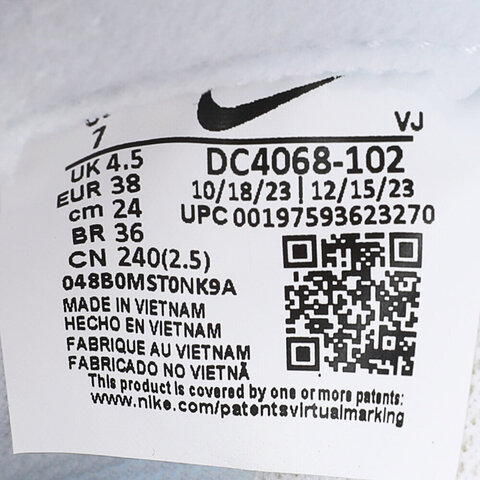 7 VJ
UK 4.5 DC4068-102
EUR 38 10/18/23 | 12/15/23
cm 24 UPC 00197593623270
BR 36
CN 240(2.5)
048B0MST0NK9A
MADE IN VIETNAM
HECHO EN VIETNAM
FABRIQUE AU VIETNAM
FABRICADO NO VIETNÃ
This product is covered by one or more patents:
www.nike.com/patentsvirtualmarking